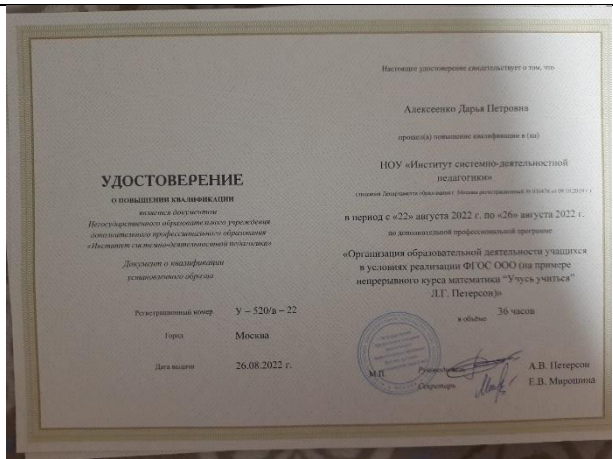 УДОСТОВЕРЕНИЕ
О ПОВЫШЕНИИ КВАЛИФИКАЦИИ
является документом
Негосударственного образовательного учреждения
дополнительного профессионального образования
«Институт системно-деятельностной педагогики»
Документ о квалификации
установленного образца
Регистрационный номер У – 520/в – 22
Город Москва
Дата выдачи 26.08.2022 г.
Настоящее удостоверение свидетельствует о том, что
Алексеенко Дарья Петровна
прошел(а) повышение квалификации в (на)
НОУ «Институт системно-деятельностной
педагогики»
в период с «22» августа 2022 г. по «26» августа 2022 г.
по дополнительной профессиональной программе
«Организация образовательной деятельности учащихся
в условиях реализации ФГОС ООО (на примере
непрерывного курса математики "Учусь учиться"
Л.Г. Петерсон)»
в объёме 36 часов
М.П. Руководитель А.В. Петерсон
Секретарь Е.В. Мирошина